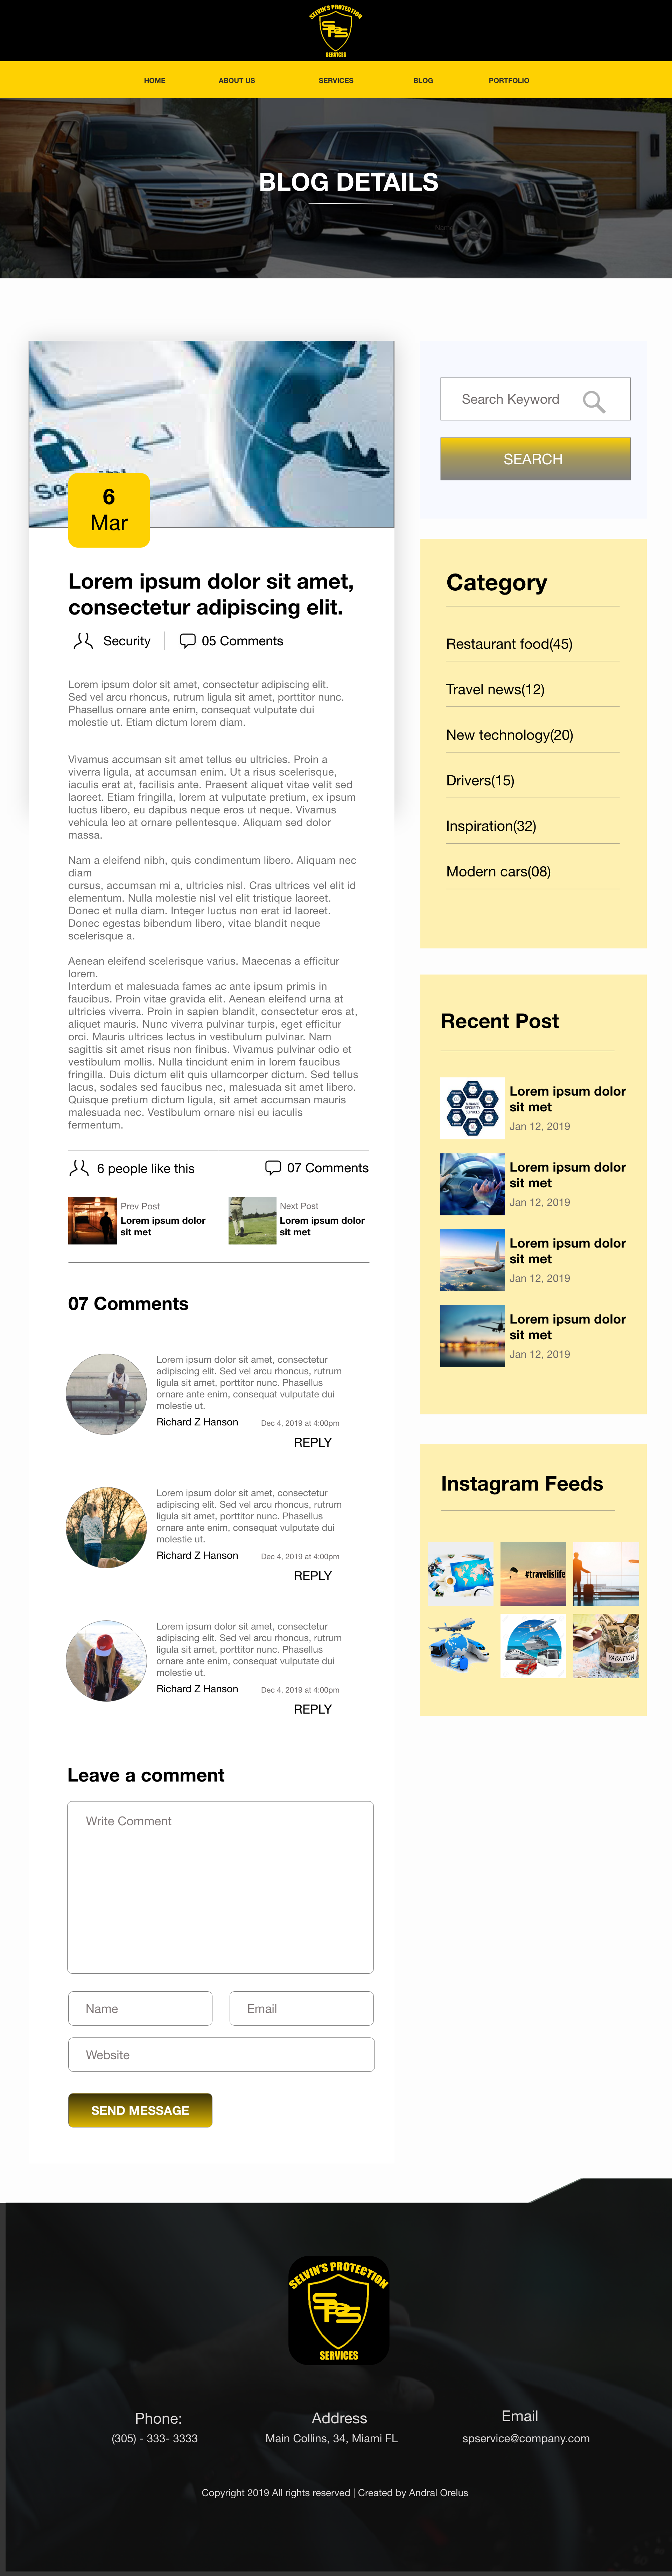 SELVIN'S PROTECTION
SPS
SERVICES
HOME
ABOUT US
SERVICES
BLOG
PORTFOLIO
BLOG DETAILS
6
Mar
Lorem ipsum dolor sit amet,
consectetur adipiscing elit.
Security
05 Comments
Lorem ipsum dolor sit amet, consectetur adipiscing elit.
Sed vel arcu rhoncus, rutrum ligula sit amet, porttitor nunc.
Phasellus ornare ante enim, consequat vulputate dui
molestie ut. Etiam dictum lorem diam.
Vivamus accumsan sit amet tellus eu ultricies. Proin a
viverra ligula, at accumsan enim. Ut a risus scelerisque,
iaculis erat at, facilisis ante. Praesent aliquet vitae velit sed
laoreet. Etiam fringilla, lorem at vulputate pretium, ex ipsum
luctus libero, eu dapibus neque eros ut neque. Vivamus
vehicula leo at ornare pellentesque. Aliquam sed dolor
massa.
Nam a eleifend nibh, quis condimentum libero. Aliquam nec
diam
cursus, accumsan mi a, ultricies nisl. Cras ultrices vel elit id
elementum. Nulla molestie nisl vel elit tristique laoreet.
Donec et nulla diam. Integer luctus non erat id laoreet.
Donec egestas bibendum libero, vitae blandit neque
scelerisque a.
Aenean eleifend scelerisque varius. Maecenas a efficitur
lorem.
Interdum et malesuada fames ac ante ipsum primis in
faucibus. Proin vitae gravida elit. Aenean eleifend urna at
ultricies viverra. Proin in sapien blandit, consectetur eros at,
aliquet mauris. Nunc viverra pulvinar turpis, eget efficitur
orci. Mauris ultrices lectus in vestibulum pulvinar. Nam
sagittis sit amet risus non finibus. Vivamus pulvinar odio et
vestibulum mollis. Nulla tincidunt enim in lorem faucibus
fringilla. Duis dictum elit quis ullamcorper dictum. Sed tellus
lacus, sodales sed faucibus nec, malesuada sit amet libero.
Quisque pretium dictum ligula, sit amet accumsan mauris
malesuada nec. Vestibulum ornare nisi eu iaculis
fermentum.
6 people like this
07 Comments
Prev Post
Lorem ipsum dolor
sit met
Next Post
Lorem ipsum dolor
sit met
07 Comments
Lorem ipsum dolor sit amet, consectetur
adipiscing elit. Sed vel arcu rhoncus, rutrum
ligula sit amet, porttitor nunc. Phasellus
ornare ante enim, consequat vulputate dui
molestie ut.
Richard Z Hanson
Dec 4, 2019 at 4:00pm
REPLY
Lorem ipsum dolor sit amet, consectetur
adipiscing elit. Sed vel arcu rhoncus, rutrum
ligula sit amet, porttitor nunc. Phasellus
ornare ante enim, consequat vulputate dui
molestie ut.
Richard Z Hanson
Dec 4, 2019 at 4:00pm
REPLY
Lorem ipsum dolor sit amet, consectetur
adipiscing elit. Sed vel arcu rhoncus, rutrum
ligula sit amet, porttitor nunc. Phasellus
ornare ante enim, consequat vulputate dui
molestie ut.
Richard Z Hanson
Dec 4, 2019 at 4:00pm
REPLY
Leave a comment
Write Comment
Name
Email
Website
SEND MESSAGE
Search Keyword
SEARCH
Category
Restaurant food(45)
Travel news(12)
New technology(20)
Drivers(15)
Inspiration(32)
Modern cars(08)
Recent Post
MANAGED
SECURITY
SERVICES
Lorem ipsum dolor
sit met
Jan 12, 2019
Lorem ipsum dolor
sit met
Jan 12, 2019
Lorem ipsum dolor
sit met
Jan 12, 2019
Lorem ipsum dolor
sit met
Jan 12, 2019
Instagram Feeds
#travelislife
VACATION
SELVIN'S PROTECTION
SPS
SERVICES
Phone:
(305) - 333- 3333
Address
Main Collins, 34, Miami FL
Email
spservice@company.com
Copyright 2019 All rights reserved | Created by Andral Orelus